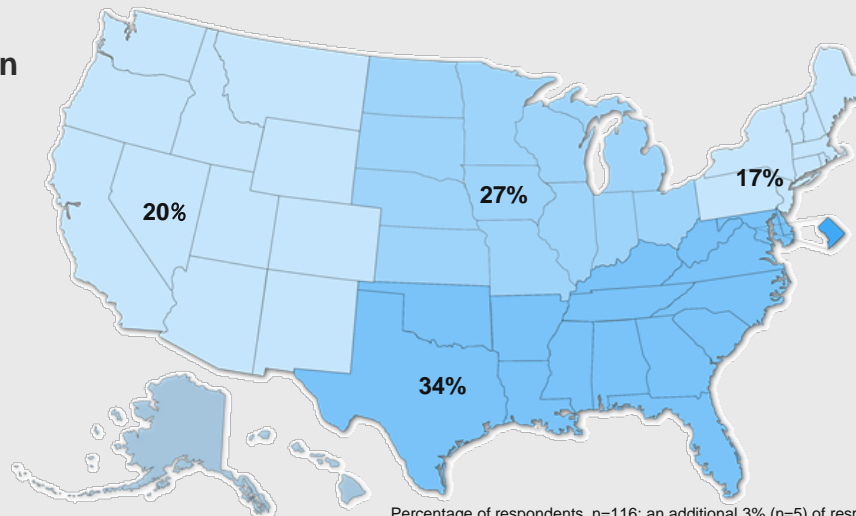 n
27%
17%
20%
34%
Percentage of respondents, n=116; an additional 3% (n=5) of resp